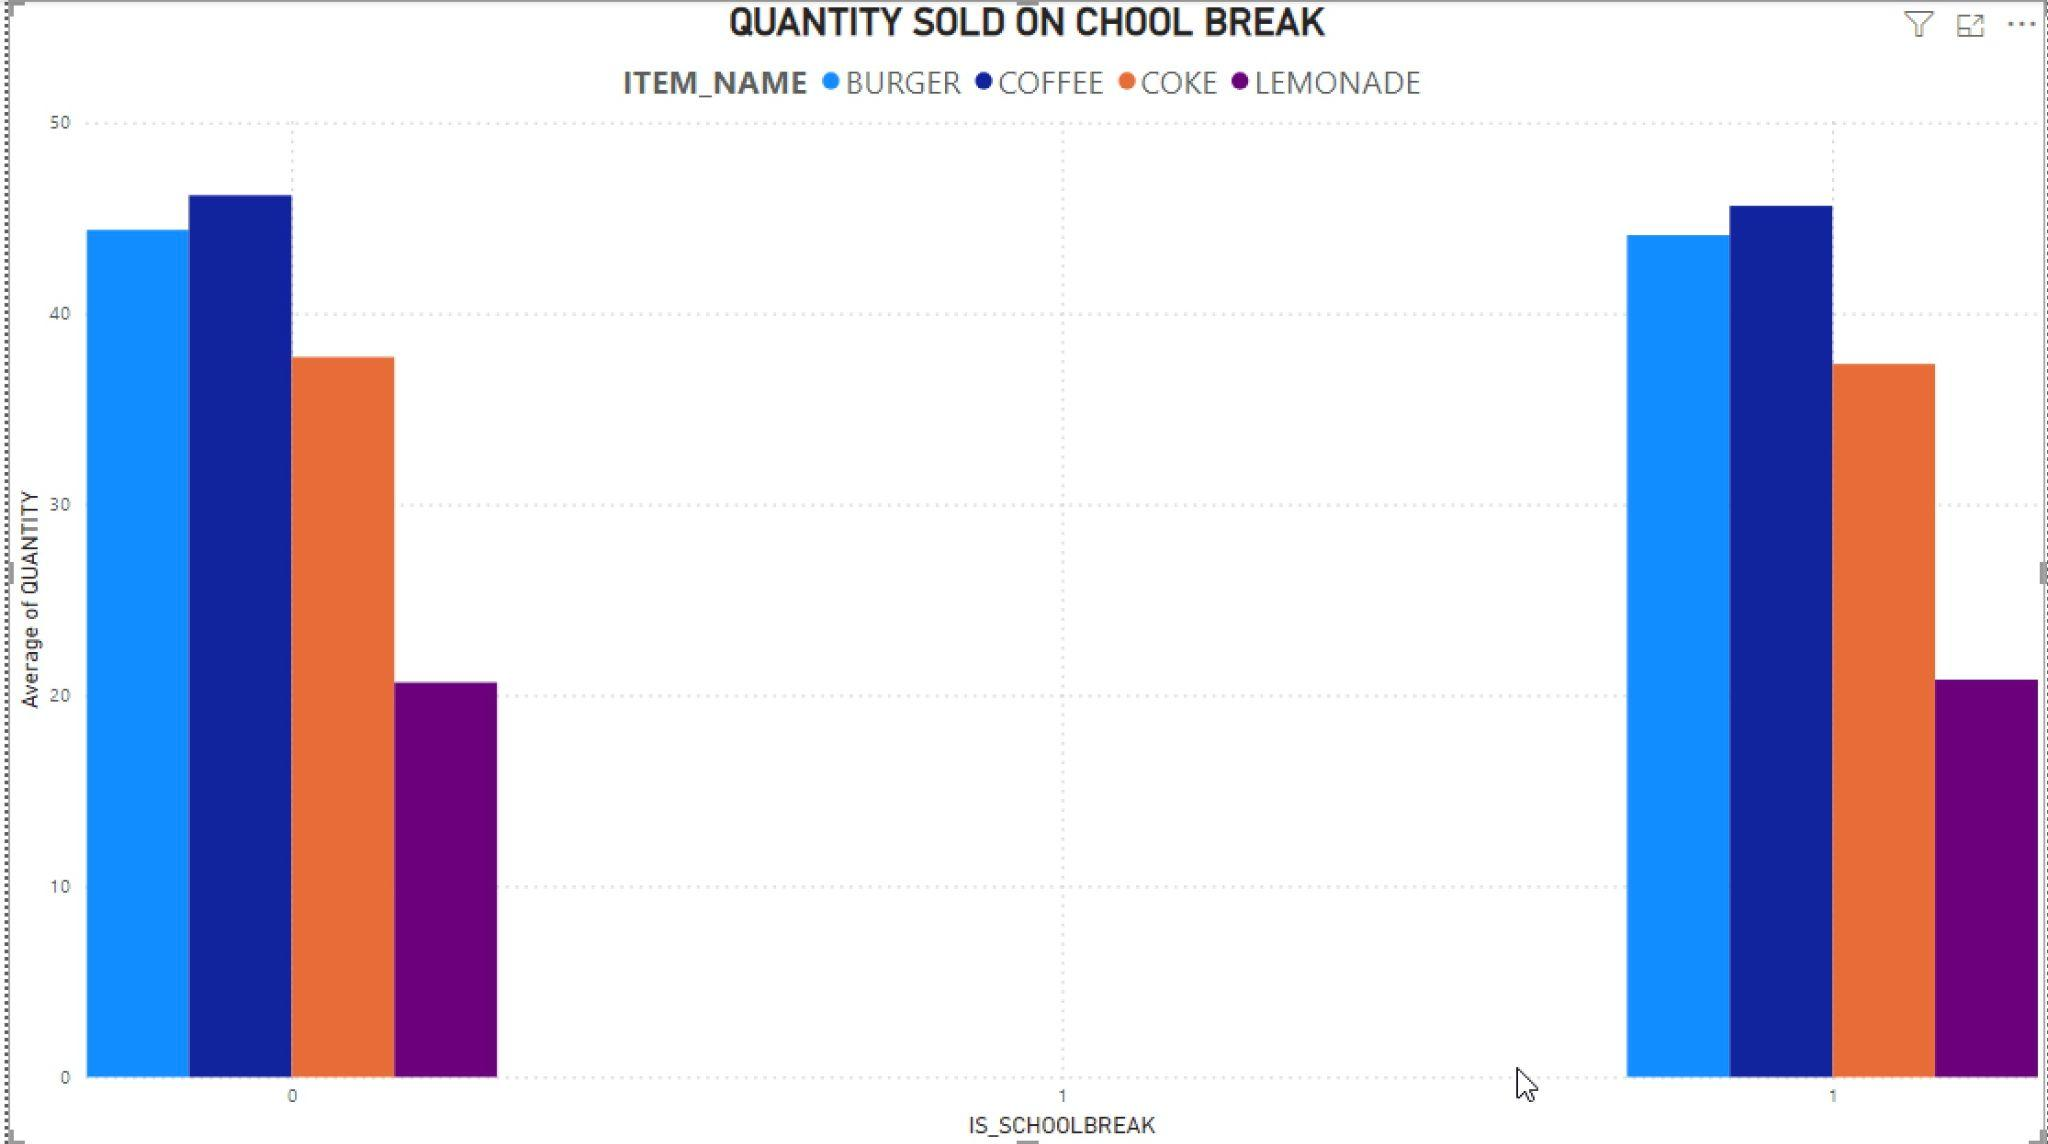 QUANTITY SOLD ON CHOOL BREAK
ITEM_NAME BURGER COFFEE COKE LEMONADE
50
40
30
20
10
0
Average of QUANTITY
0 1 1
IS_SCHOOLBREAK